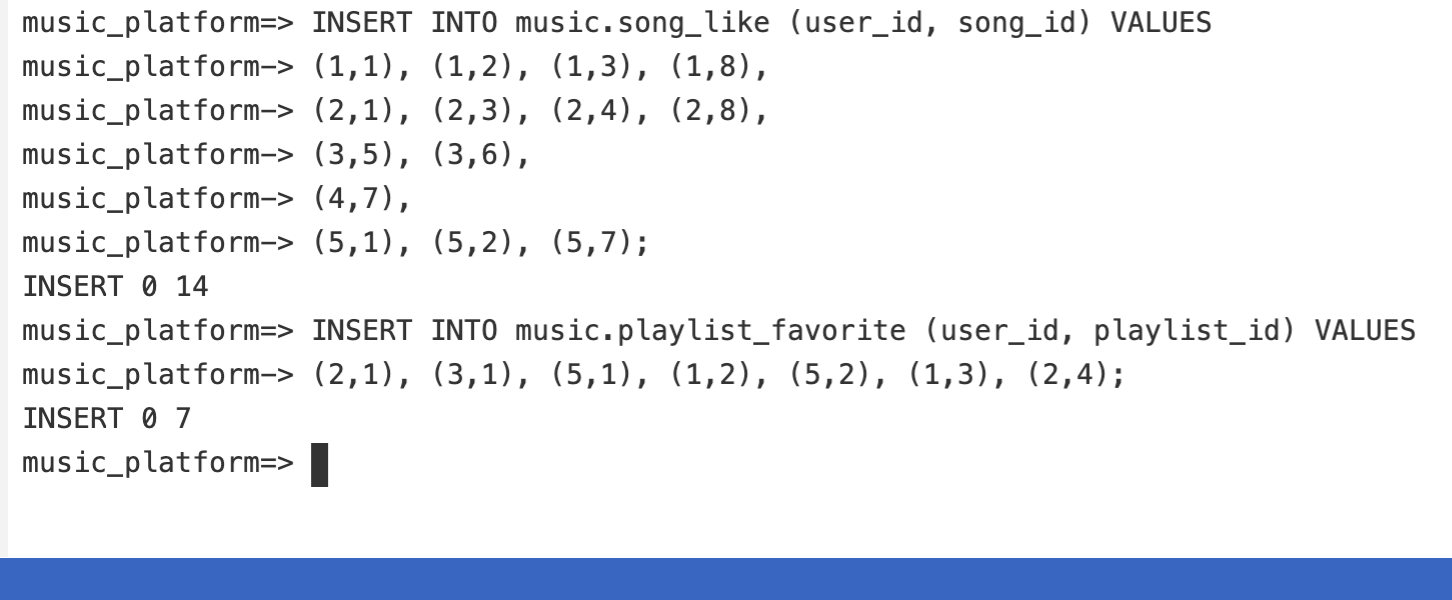 music_platform=> INSERT INTO music.song_like (user_id, song_id) VALUES
music_platform-> (1,1), (1,2), (1,3), (1,8),
music_platform-> (2,1), (2,3), (2,4), (2,8),
music_platform-> (3,5), (3,6),
music_platform-> (4,7),
music_platform-> (5,1), (5,2), (5,7);
INSERT 0 14
music_platform=> INSERT INTO music.playlist_favorite (user_id, playlist_id) VALUES
music_platform-> (2,1), (3,1), (5,1), (1,2), (5,2), (1,3), (2,4);
INSERT 0 7
music_platform=>